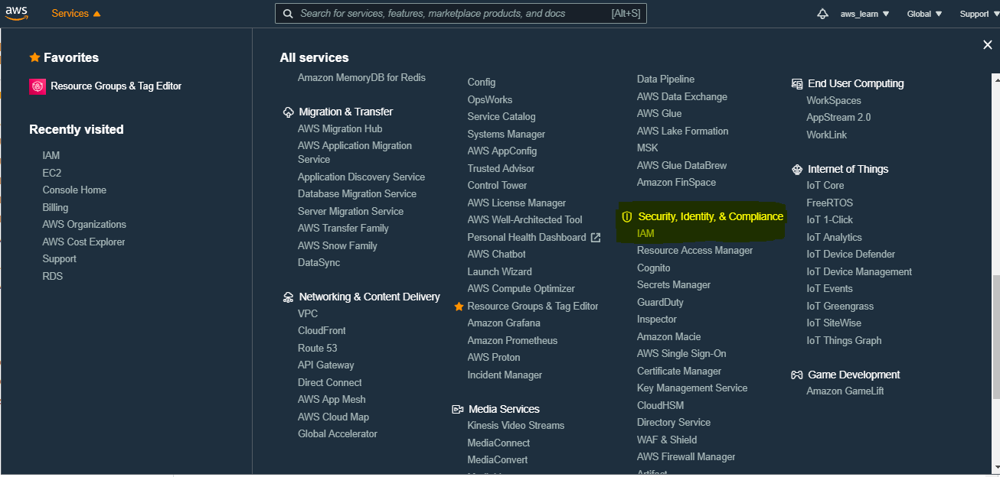 aws
Services
Search for services, features, marketplace products, and docs
[Alt+S]
aws_learn
Global
Support
Favorites
Resource Groups & Tag Editor
Recently visited
IAM
EC2
Console Home
Billing
AWS Organizations
AWS Cost Explorer
Support
RDS
All services
Amazon MemoryDB for Redis
Migration & Transfer
AWS Migration Hub
AWS Application Migration
Service
Application Discovery Service
Database Migration Service
Server Migration Service
AWS Transfer Family
AWS Snow Family
DataSync
Networking & Content Delivery
VPC
CloudFront
Route 53
API Gateway
Direct Connect
AWS App Mesh
AWS Cloud Map
Global Accelerator
Config
OpsWorks
Service Catalog
Systems Manager
AWS AppConfig
Trusted Advisor
Control Tower
AWS License Manager
AWS Well-Architected Tool
Personal Health Dashboard
AWS Chatbot
Launch Wizard
AWS Compute Optimizer
Resource Groups & Tag Editor
Amazon Grafana
Amazon Prometheus
AWS Proton
Incident Manager
Media Services
Kinesis Video Streams
MediaConnect
MediaConvert
Data Pipeline
AWS Data Exchange
AWS Glue
AWS Lake Formation
MSK
AWS Glue DataBrew
Amazon FinSpace
Security, Identity, & Compliance
IAM
Resource Access Manager
Cognito
Secrets Manager
GuardDuty
Inspector
Amazon Macie
AWS Single Sign-On
Certificate Manager
Key Management Service
CloudHSM
Directory Service
WAF & Shield
AWS Firewall Manager
Artifact
End User Computing
WorkSpaces
AppStream 2.0
WorkLink
Internet of Things
IoT Core
FreeRTOS
IoT 1-Click
IoT Analytics
IoT Device Defender
IoT Device Management
IoT Events
IoT Greengrass
IoT SiteWise
IoT Things Graph
Game Development
Amazon GameLift